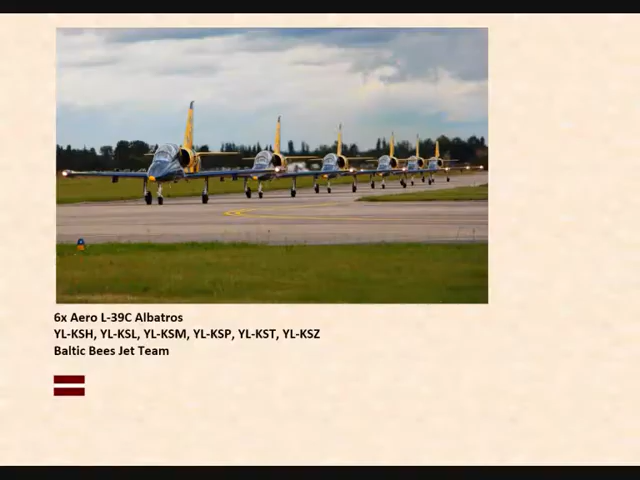 6x Aero L-39C Albatros
YL-KSH, YL-KSL, YL-KSM, YL-KSP, YL-KST, YL-KSZ
Baltic Bees Jet Team